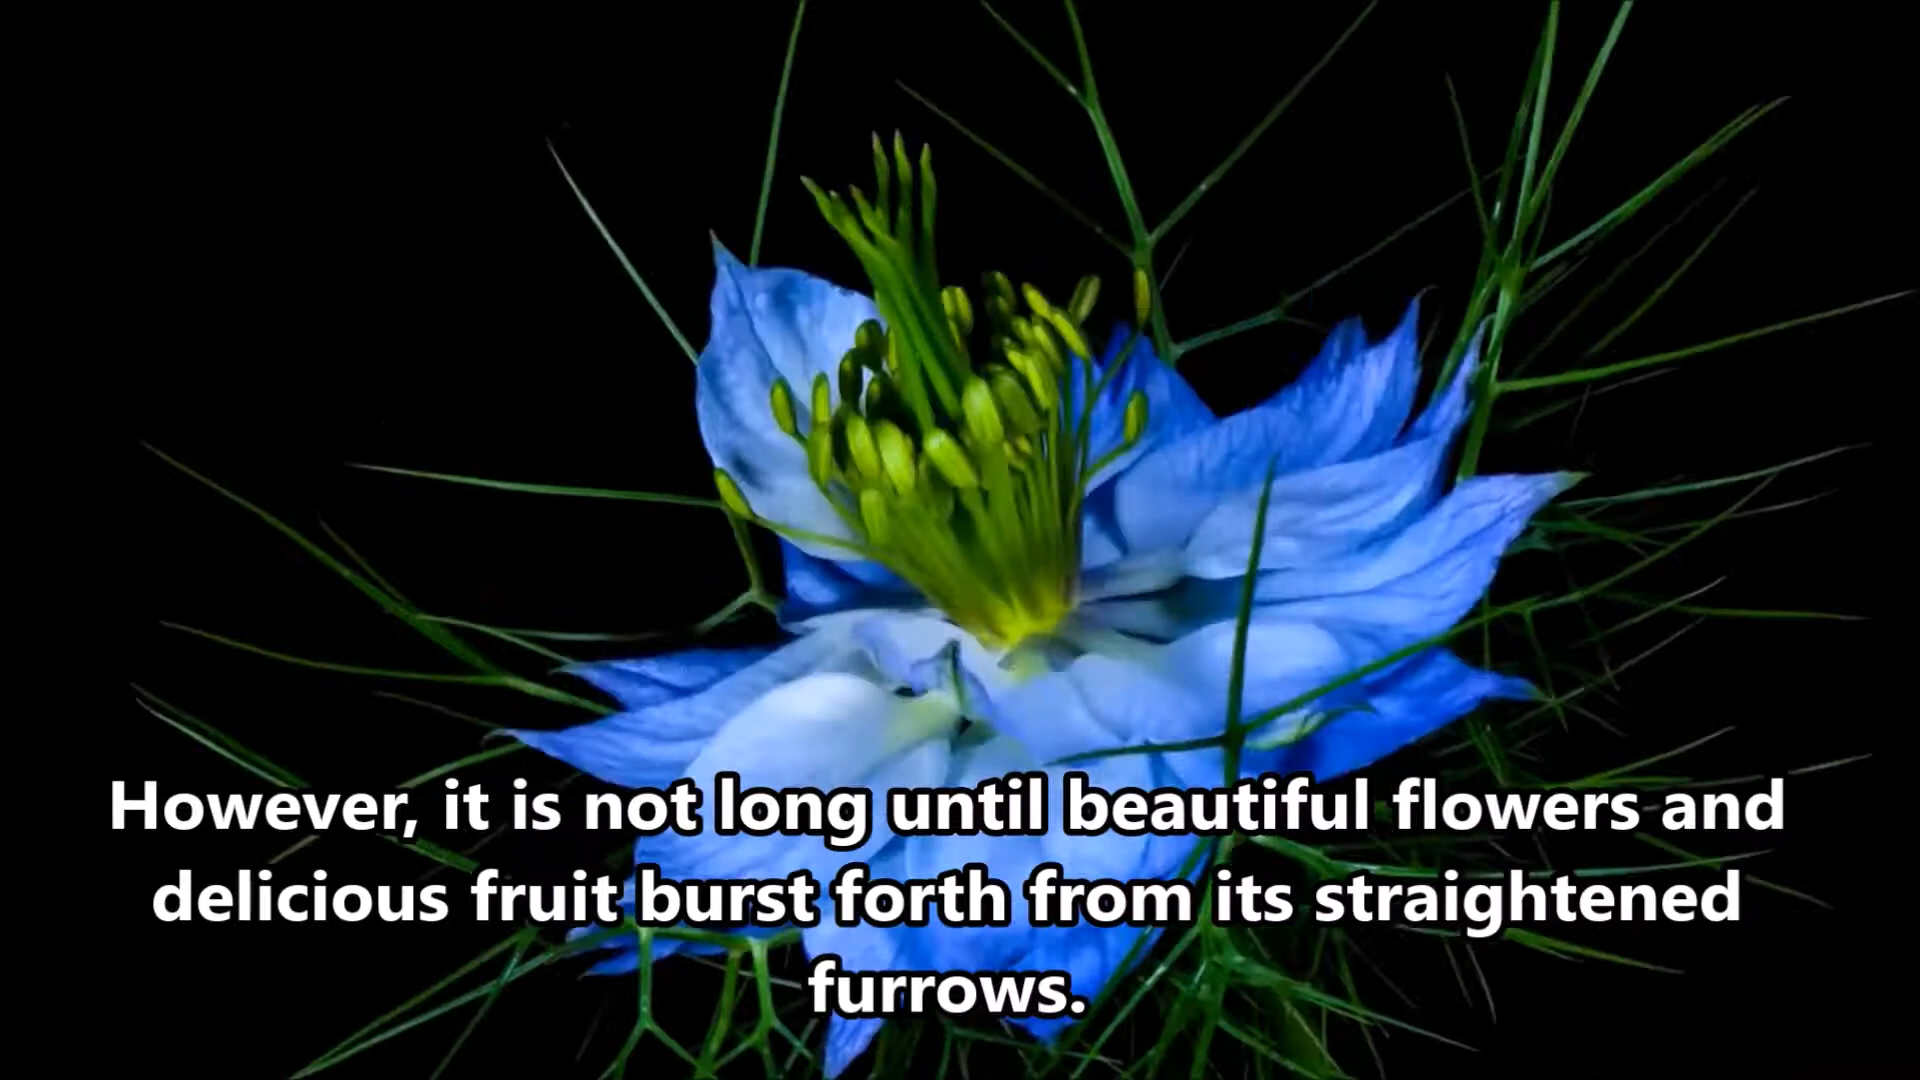 However, it is not long until beautiful flowers and
delicious fruit burst forth from its straightened
furrows.